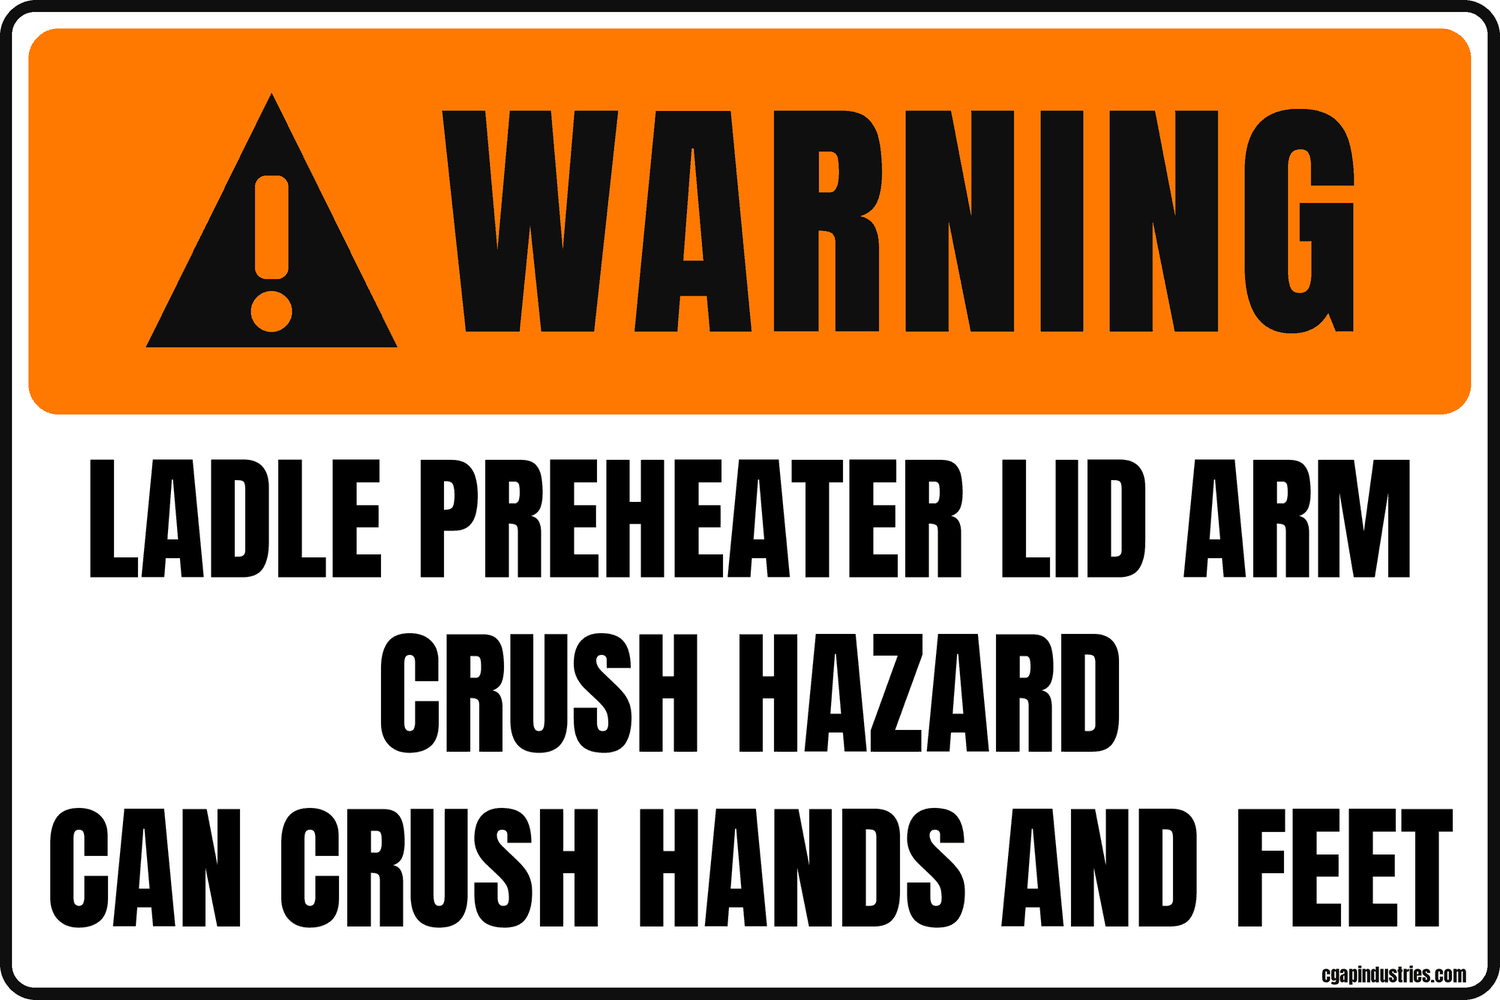 WARNING
LADLE PREHEATER LID ARM
CRUSH HAZARD
CAN CRUSH HANDS AND FEET
cgapindustries.com